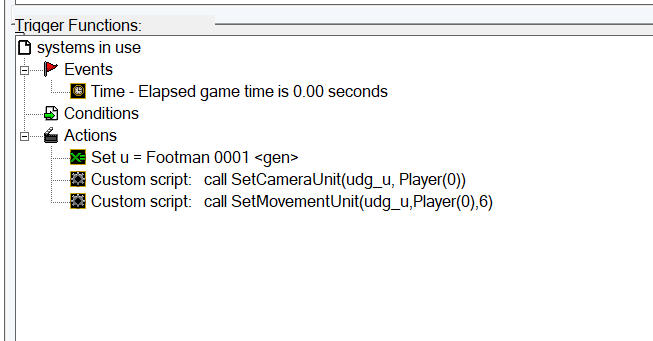 Trigger Functions:
systems in use
Events
Time - Elapsed game time is 0.00 seconds
Conditions
Actions
Set u = Footman 0001 <gen>
Custom script:   call SetCameraUnit(udg_u, Player(0))
Custom script:   call SetMovementUnit(udg_u,Player(0),6)